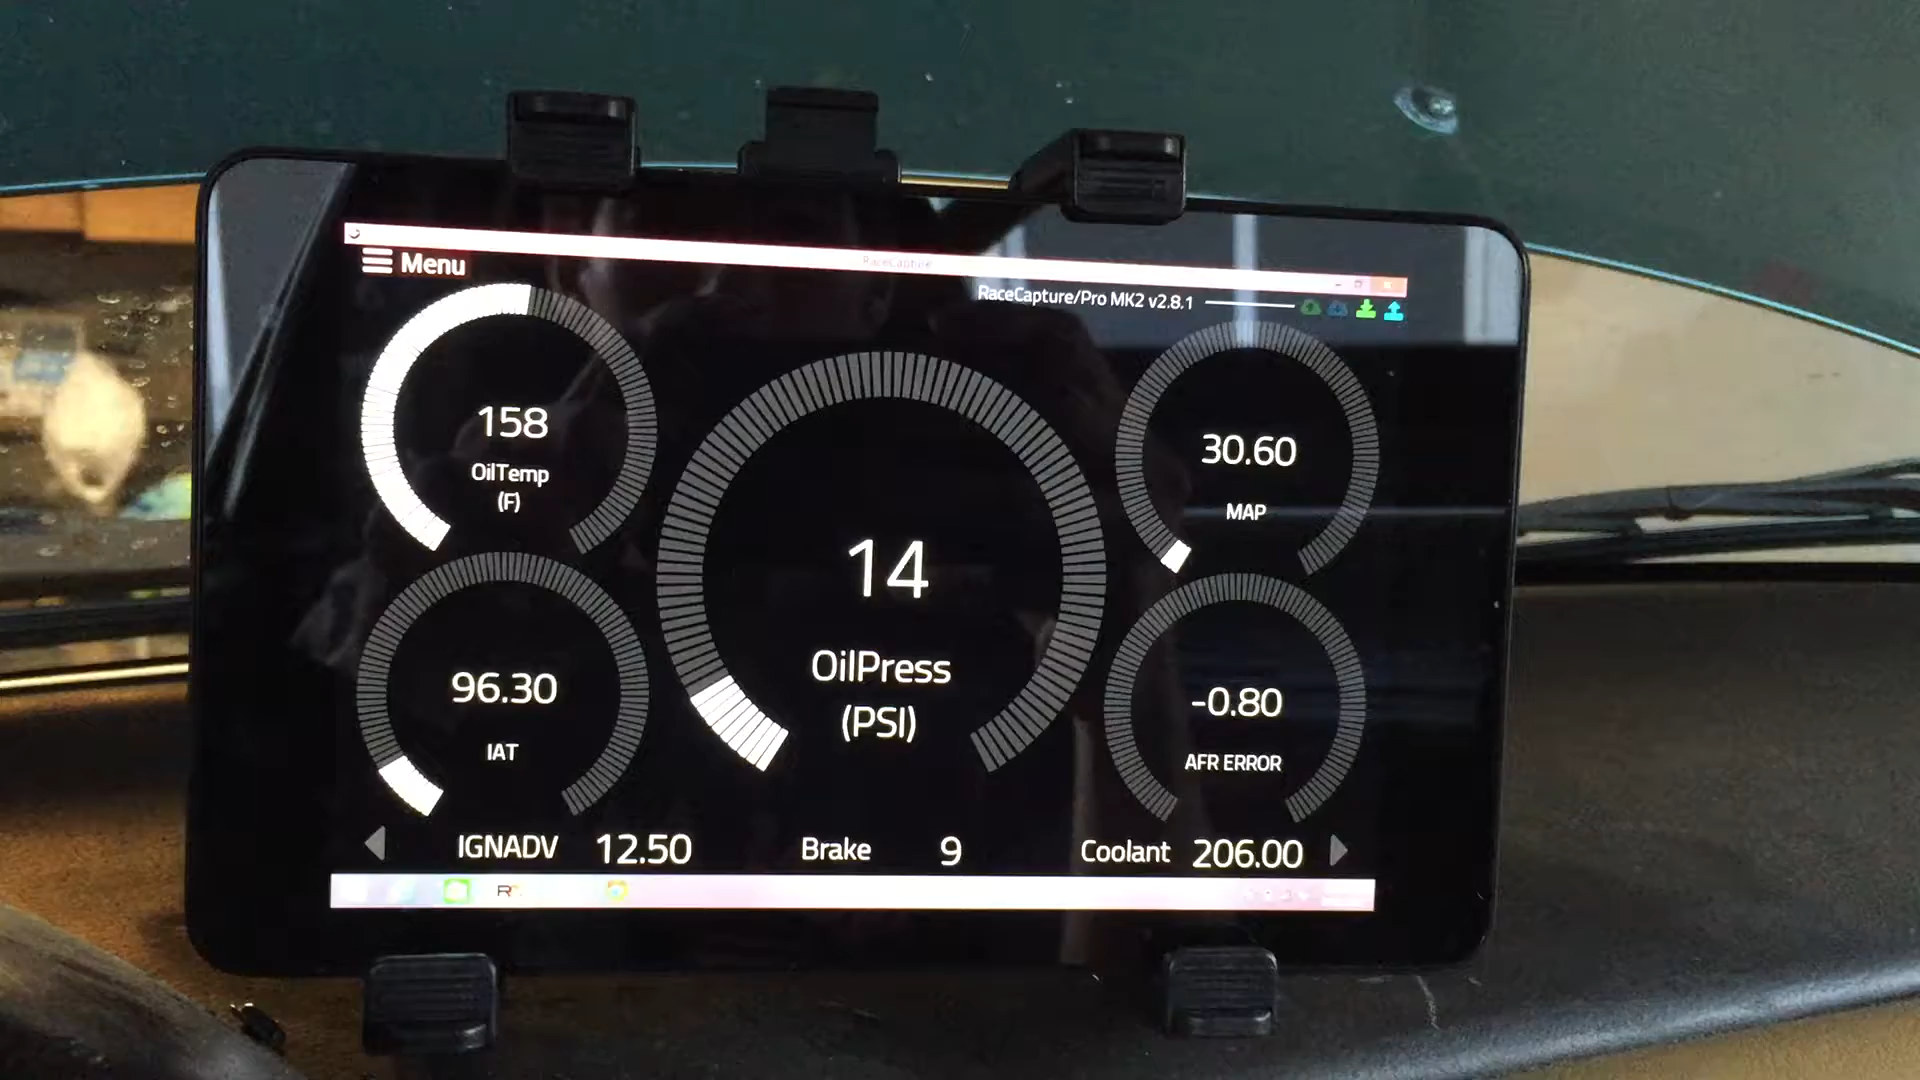 RaceCapture
Menu
RaceCapture/Pro MK2 v2.8.1
158
OilTemp
(F)
30.60
MAP
14
OilPress
(PSI)
96.30
IAT
-0.80
AFR ERROR
IGNADV 12.50 Brake 9 Coolant 206.00